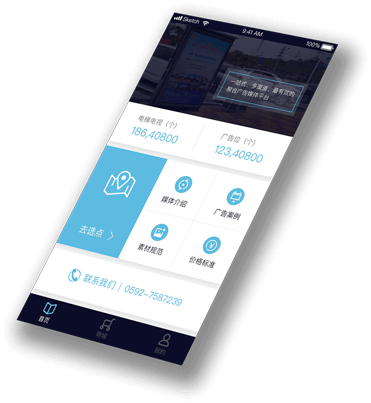 Sketch
9:41 AM
100%
一站式、多渠道、最有效的
聚合广告媒体平台
电梯电视（个）
186,40800
广告位（个）
123,40800
去选点
媒体介绍
广告案例
素材规范
价格标准
联系我们 | 0592-7587239
首页
商城
我的